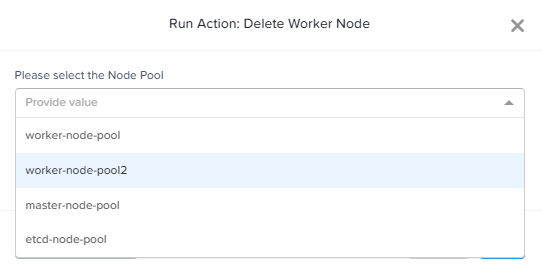 Run Action: Delete Worker Node
Please select the Node Pool
Provide value
worker-node-pool
worker-node-pool2
master-node-pool
etcd-node-pool